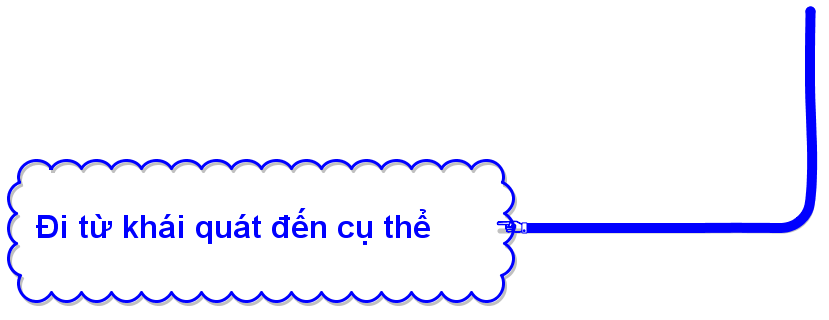 Đi từ khái quát đến cụ thể